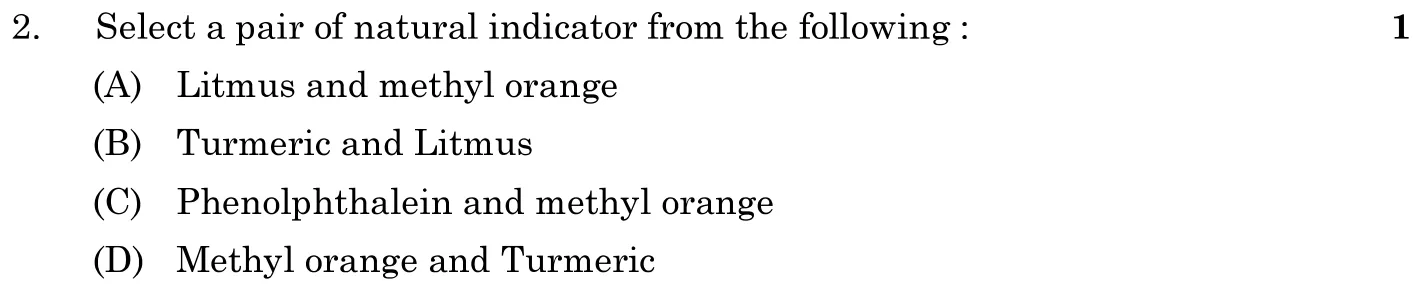 2. Select a pair of natural indicator from the following : 1
(A) Litmus and methyl orange
(B) Turmeric and Litmus
(C) Phenolphthalein and methyl orange
(D) Methyl orange and Turmeric